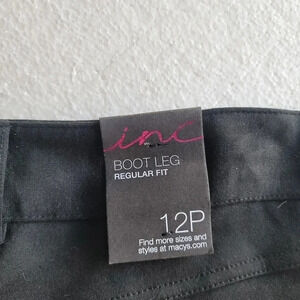 inc
BOOT LEG
REGULAR FIT
12P
Find more sizes and
styles at macys.com